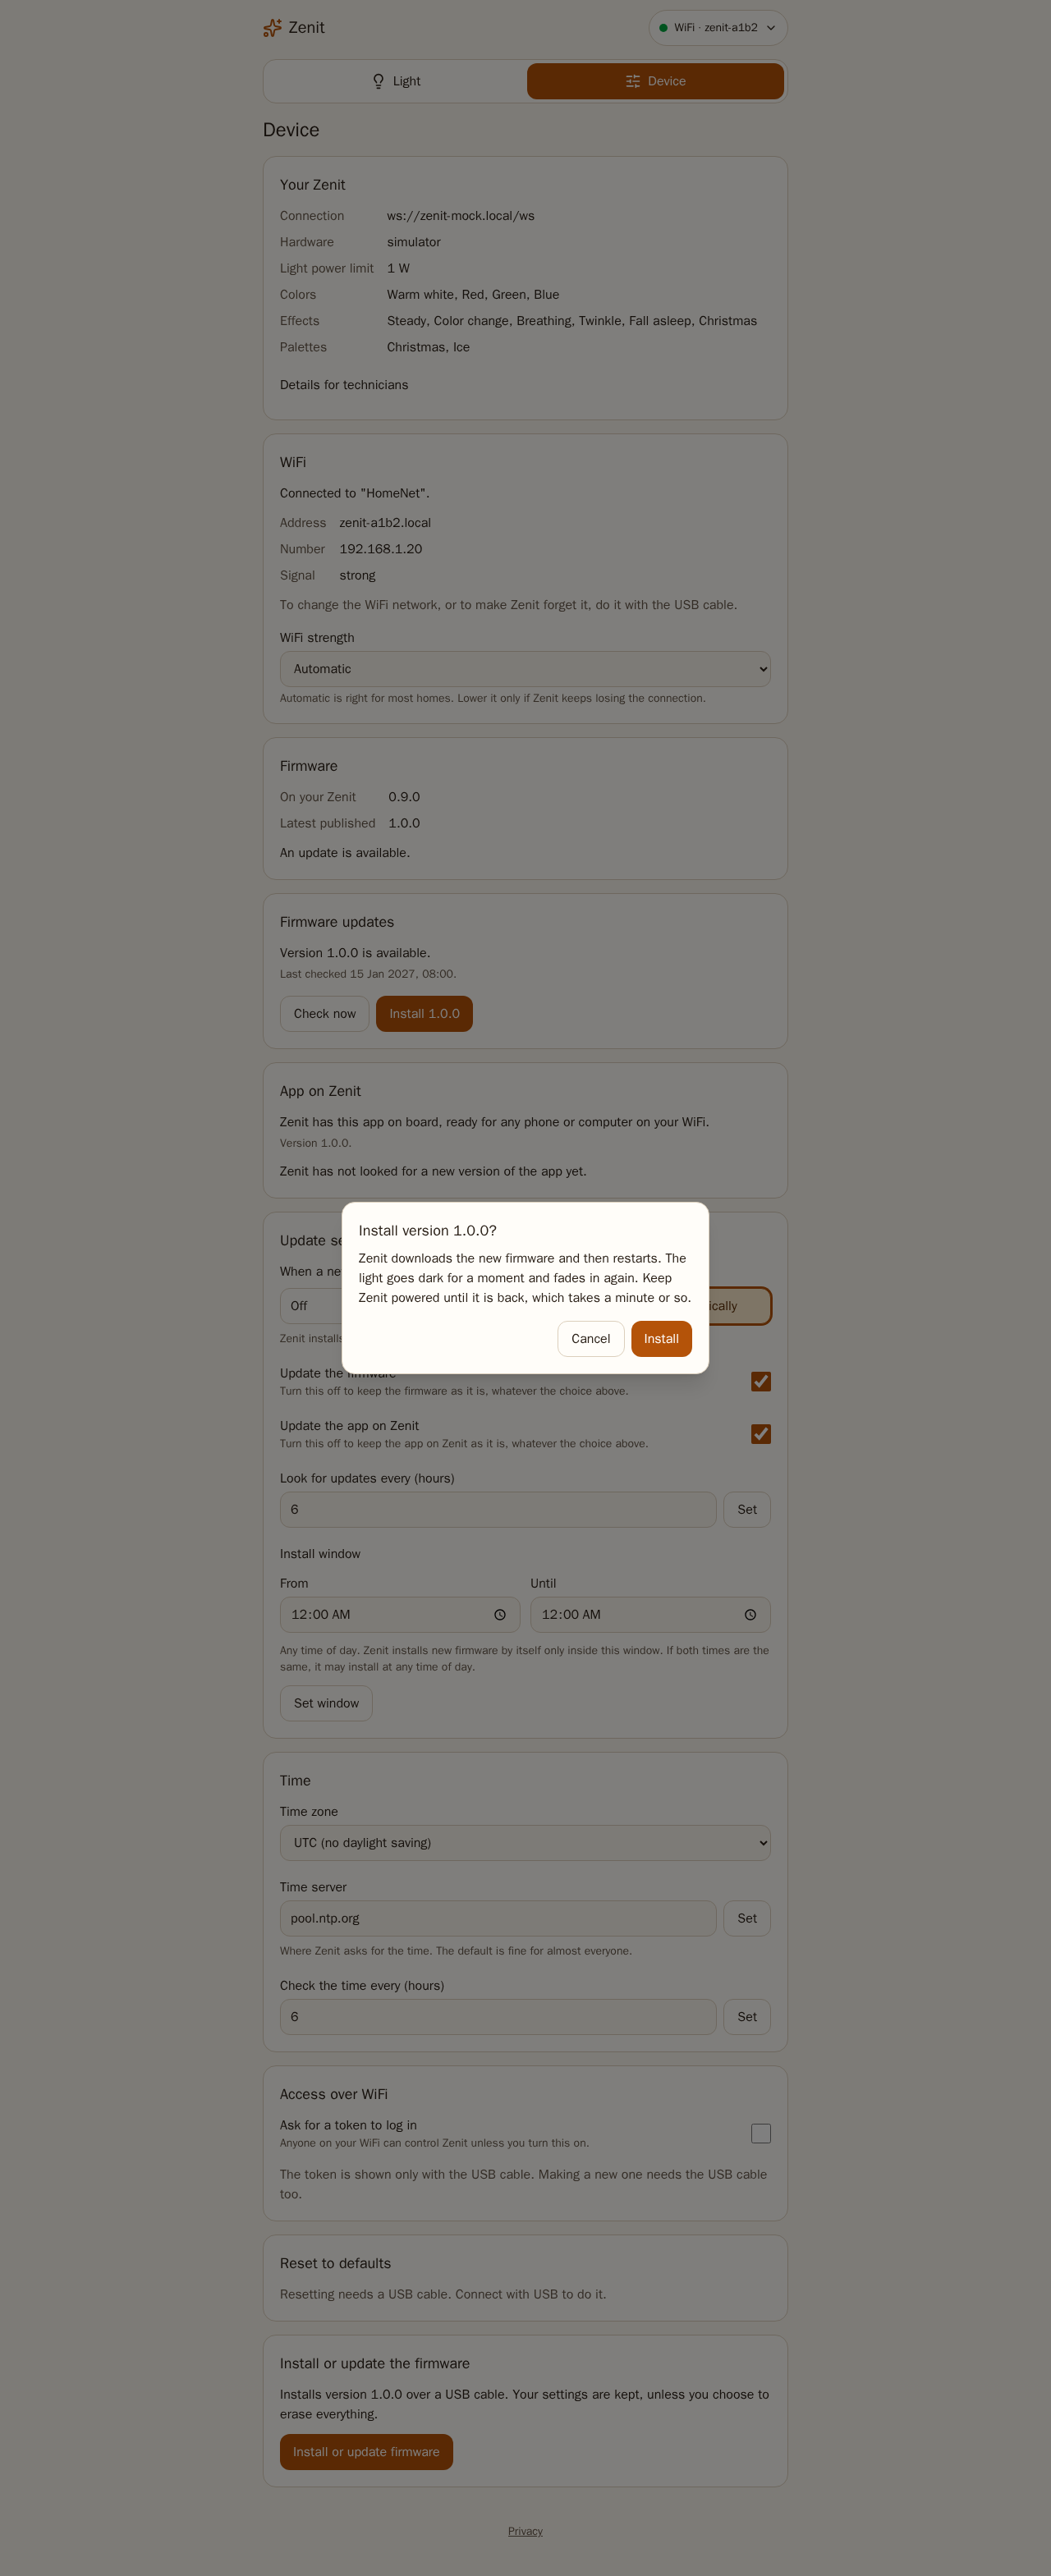 Zenit
WiFi · zenit-a1b2
Light
Device
Device
Your Zenit
Connection ws://zenit-mock.local/ws
Hardware simulator
Light power limit 1 W
Colors Warm white, Red, Green, Blue
Effects Steady, Color change, Breathing, Twinkle, Fall asleep, Christmas
Palettes Christmas, Ice
Details for technicians
WiFi
Connected to "HomeNet".
Address zenit-a1b2.local
Number 192.168.1.20
Signal strong
To change the WiFi network, or to make Zenit forget it, do it with the USB cable.
WiFi strength
Automatic
Automatic is right for most homes. Lower it only if Zenit keeps losing the connection.
Firmware
On your Zenit 0.9.0
Latest published 1.0.0
An update is available.
Firmware updates
Version 1.0.0 is available.
Last checked 15 Jan 2027, 08:00.
Check now
Install 1.0.0
App on Zenit
Zenit has this app on board, ready for any phone or computer on your WiFi.
Version 1.0.0.
Zenit has not looked for a new version of the app yet.
Install version 1.0.0?
Zenit downloads the new firmware and then restarts. The
light goes dark for a moment and fades in again. Keep
Zenit powered until it is back, which takes a minute or so.
Cancel
Install
Update
When a
Off
Zenit
Update the firmware
Turn this off to keep the firmware as it is, whatever the choice above.
Update the app on Zenit
Turn this off to keep the app on Zenit as it is, whatever the choice above.
Look for updates every (hours)
6
Set
Install window
From
Until
12:00 AM
12:00 AM
Any time of day. Zenit installs new firmware by itself only inside this window. If both times are the
same, it may install at any time of day.
Set window
Time
Time zone
UTC (no daylight saving)
Time server
pool.ntp.org
Set
Where Zenit asks for the time. The default is fine for almost everyone.
Check the time every (hours)
6
Set
Access over WiFi
Ask for a token to log in
Anyone on your WiFi can control Zenit unless you turn this on.
The token is shown only with the USB cable. Making a new one needs the USB cable
too.
Reset to defaults
Resetting needs a USB cable. Connect with USB to do it.
Install or update the firmware
Installs version 1.0.0 over a USB cable. Your settings are kept, unless you choose to
erase everything.
Install or update firmware
Privacy